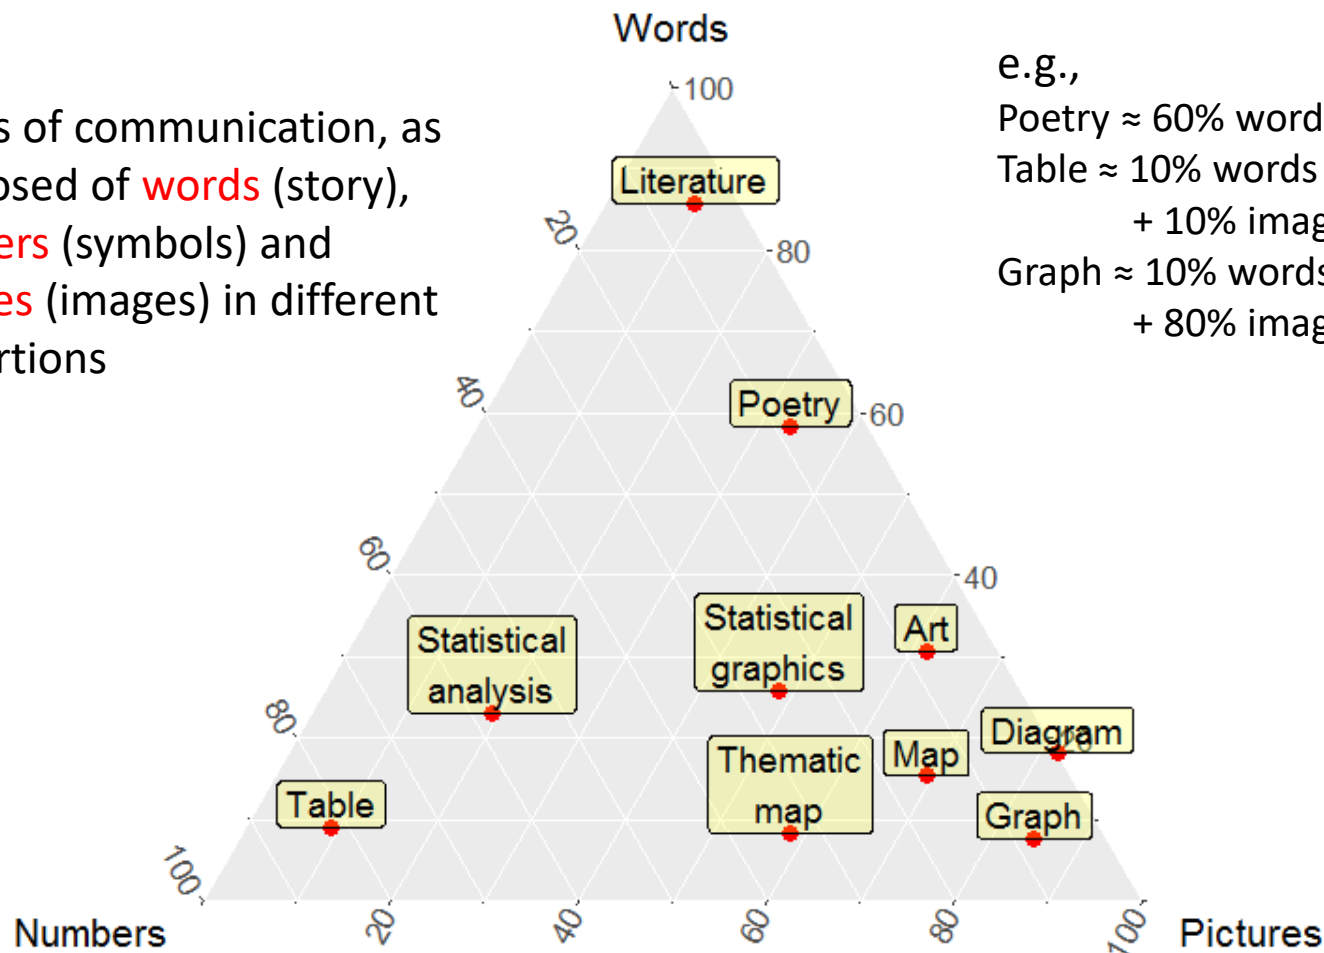 Words
s of communication, as
osed of words (story),
ers (symbols) and
es (images) in different
rtions
e.g.,
Poetry ≈ 60% word
Table ≈ 10% words
+ 10% imag
Graph ≈ 10% words
+ 80% imag
100
Literature
20
80
Poetry
40
60
60
40
Statistical
analysis
Statistical
graphics
Art
80
Diagram
20
Map
Thematic
map
Table
Graph
100
20
40
60
80
100
Numbers
Pictures